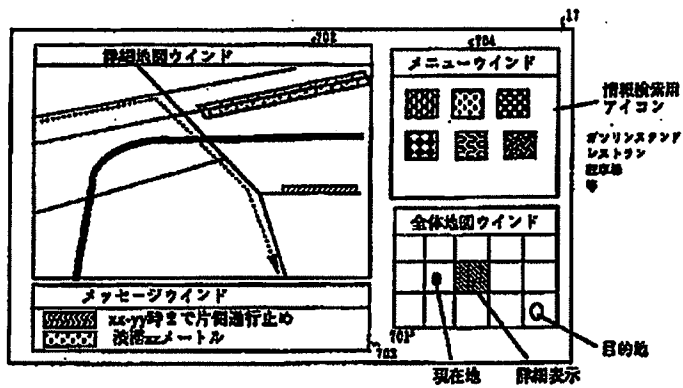 17
702
詳細地図ウインド
704
メニューウインド
情報検索用
アイコン
ガソリンスタンド
レストラン
駐車場
等
全体地図ウインド
メッセージウインド
xx-yy時まで片側通行止め
渋滞zzメートル
701
703
現在地
詳細表示
目的地